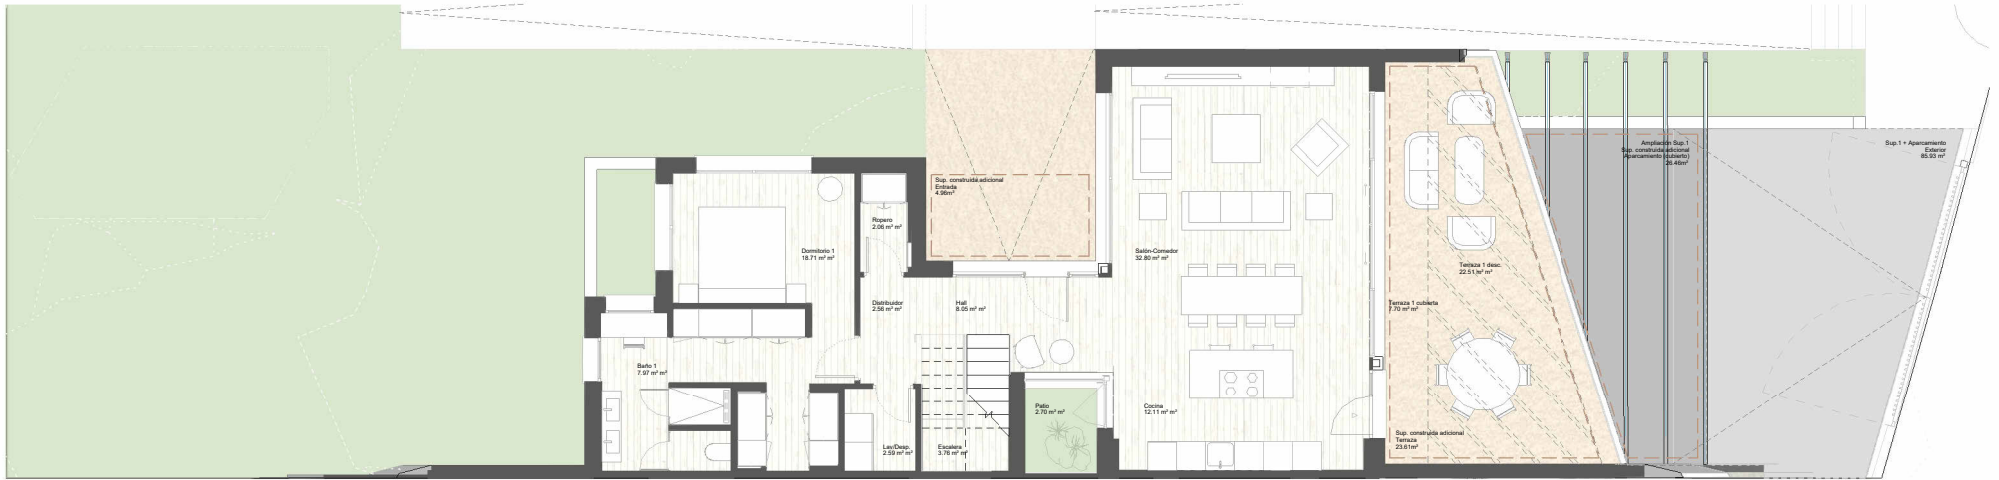 Sup. construida adicional
Entrada
4.96m²
Ropero
2.06 m² m²
Dormitorio 1
18.71 m² m²
Distribuidor
2.56 m² m²
Hall
8.05 m² m²
Baño 1
7.97 m² m²
Lav/Desp.
2.59 m² m²
Escalera
3.76 m² m²
Patio
2.70 m² m²
Salón-Comedor
32.80 m² m²
Cocina
12.11 m² m²
Terraza 1 desc.
22.51 m² m²
Terraza 1 cubierta
7.70 m² m²
Sup. construida adicional
Terraza
23.61m²
Ampliación Sup.1
Sup. construida adicional
Aparcamiento (cubierto)
26.46m²
Sup.1 + Aparcamiento
Exterior
85.93 m²